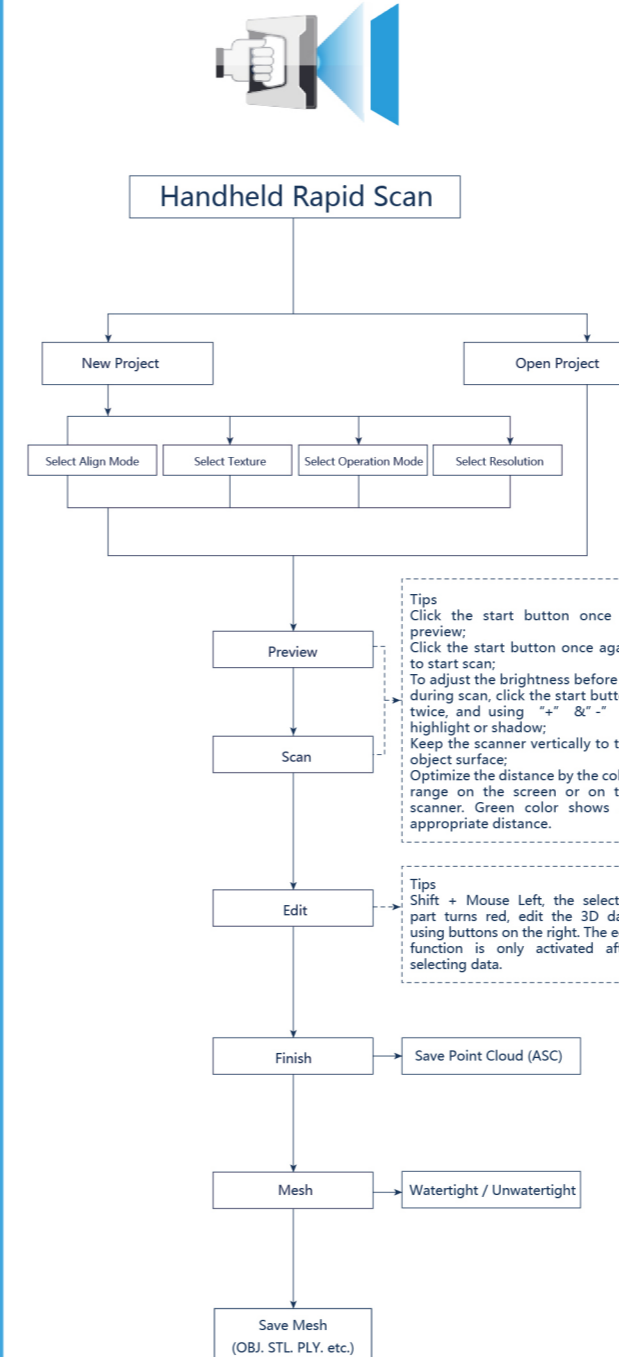 Handheld Rapid Scan
New Project
Open Project
Select Align Mode
Select Texture
Select Operation Mode
Select Resolution
Tips
Click the start button once
preview;
Preview
Click the start button once
to start scan;
To adjust the brightness before
during scan, click the start
twice, and using "+" &"-"
highlight or shadow;
Scan
Keep the scanner vertically to
object surface;
Optimize the distance by the
range on the screen or on
scanner. Green color shows
appropriate distance.
Tips
Shift + Mouse Left, the
part turns red, edit the 3D
using buttons on the right. The
function is only activated
selecting data.
Edit
Finish
Save Point Cloud (ASC)
Mesh
Watertight / Unwatertight
Save Mesh
(OBJ. STL. PLY. etc.)